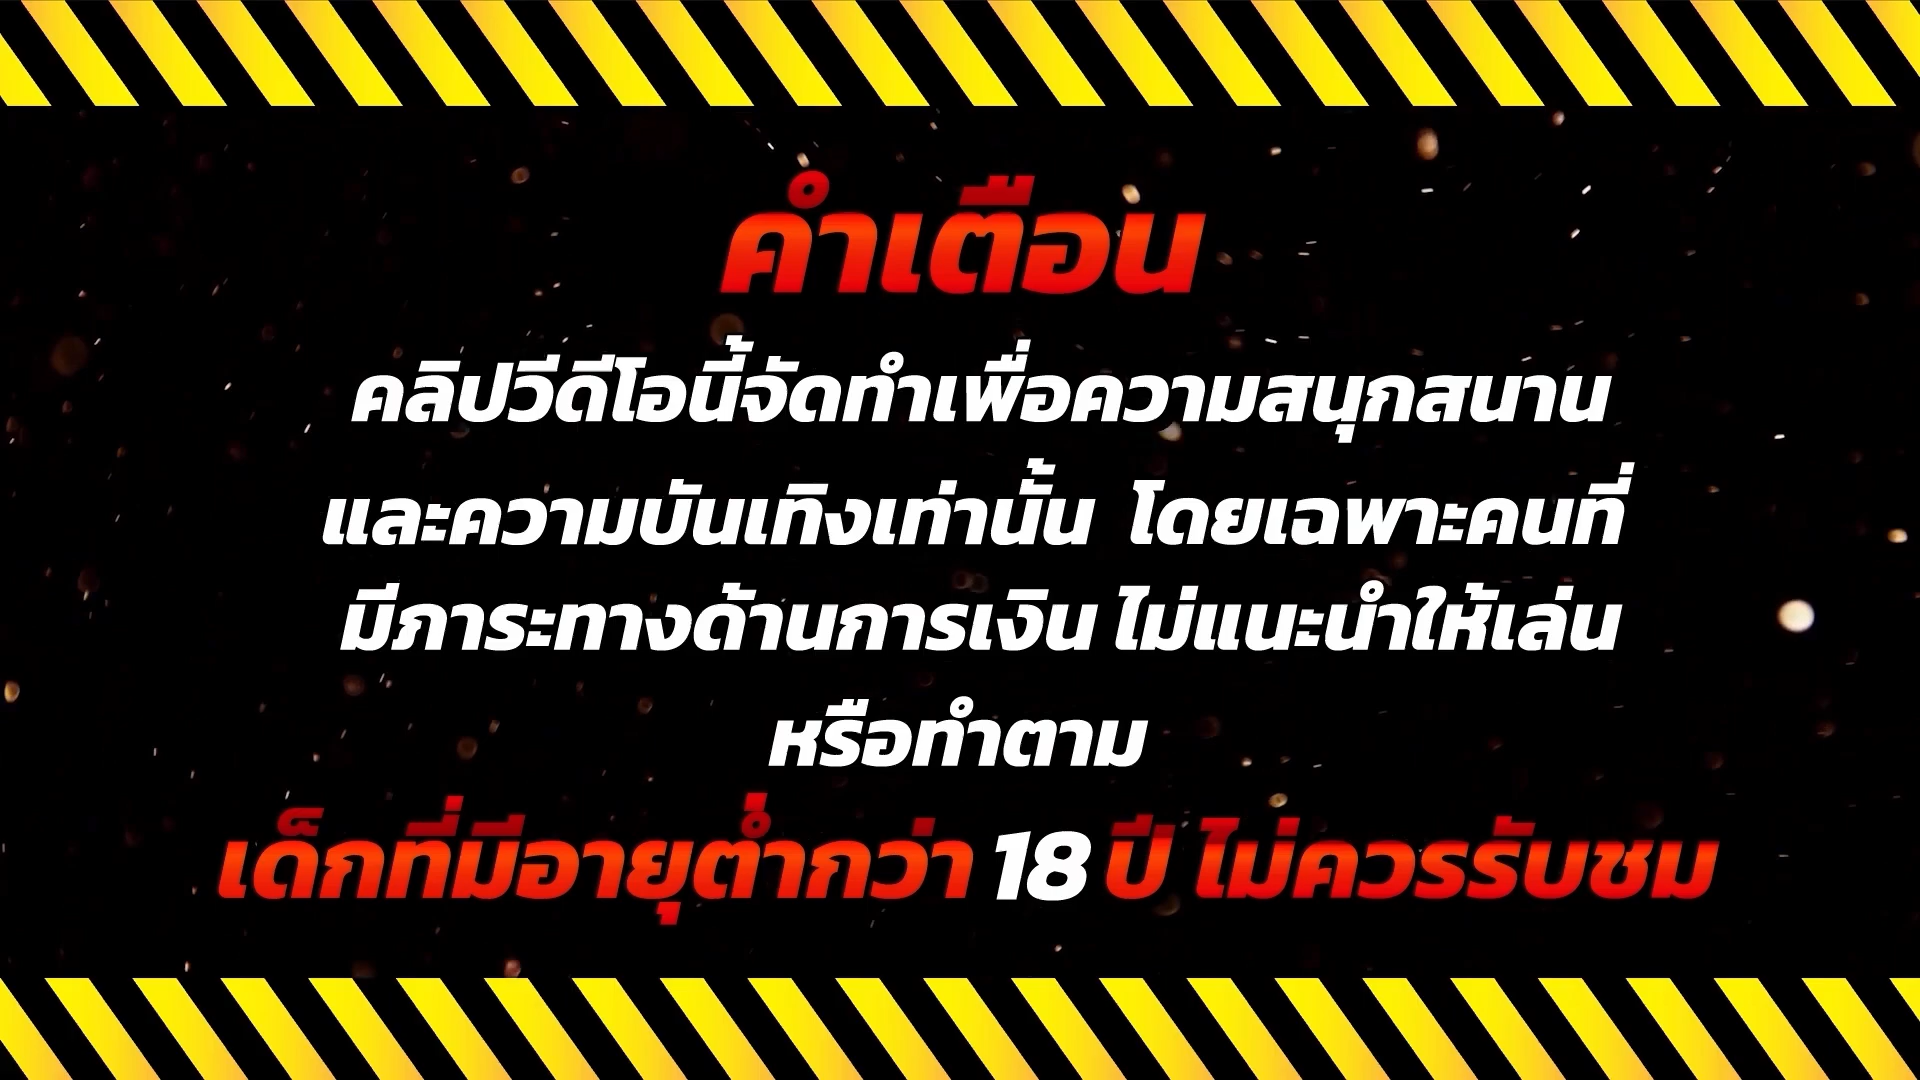 คำเตือน
คลิปวีดีโอนี้จัดทำเพื่อความสนุกสนาน
และความบันเทิงเท่านั้น โดยเฉพาะคนที่
มีภาระทางด้านการเงิน ไม่แนะนำให้เล่น
หรือทำตาม
เด็กที่มีอายุต่ำกว่า 18 ปี ไม่ควรรับชม